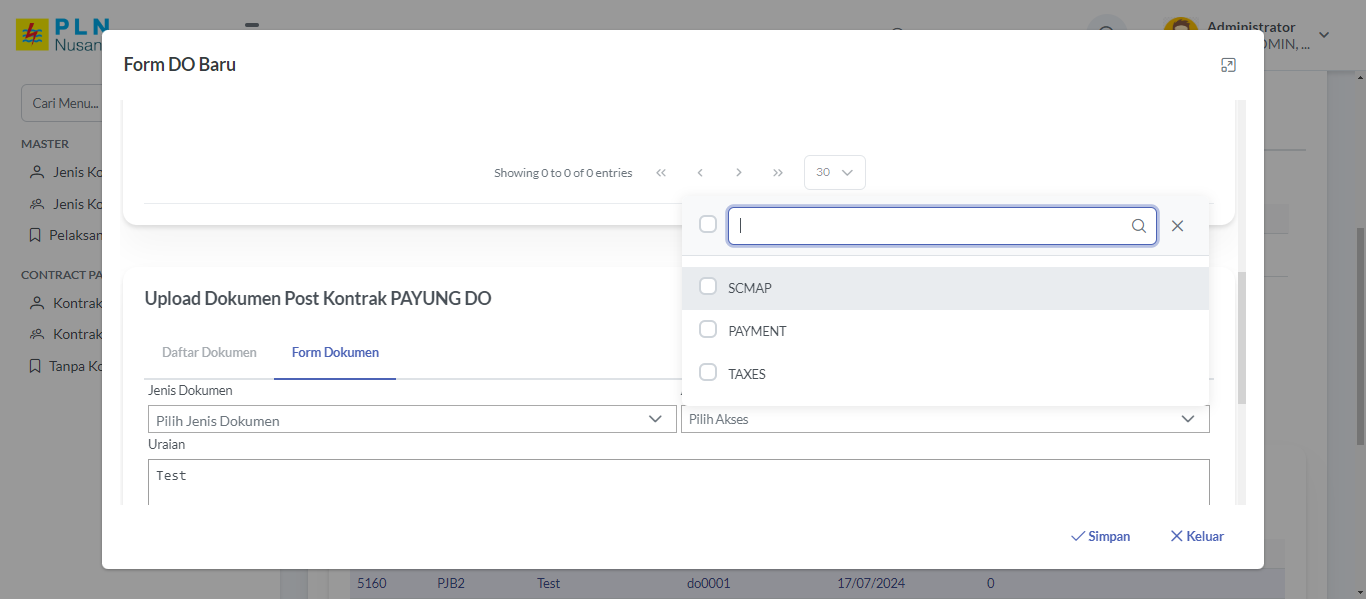 PLN
Nusan
Administrator
DMIN, ...
Form DO Baru
Cari Menu...
MASTER
Jenis Ko
Jenis Ko
Pelaksan
CONTRACT PA
Kontrak
Kontrak
Tanpa Ko
Showing 0 to 0 of 0 entries
30
SCMAP
PAYMENT
TAXES
Upload Dokumen Post Kontrak PAYUNG DO
Daftar Dokumen Form Dokumen
Jenis Dokumen
Pilih Jenis Dokumen
Pilih Akses
Uraian
Test
Simpan Keluar
5160 PJB2 Test do0001 17/07/2024 0